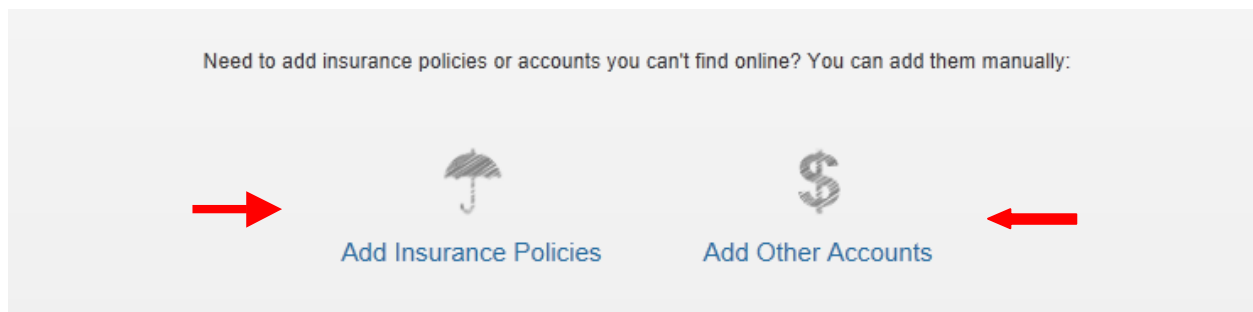 Need to add insurance policies or accounts you can't find online? You can add them manually:
Add Insurance Policies
Add Other Accounts